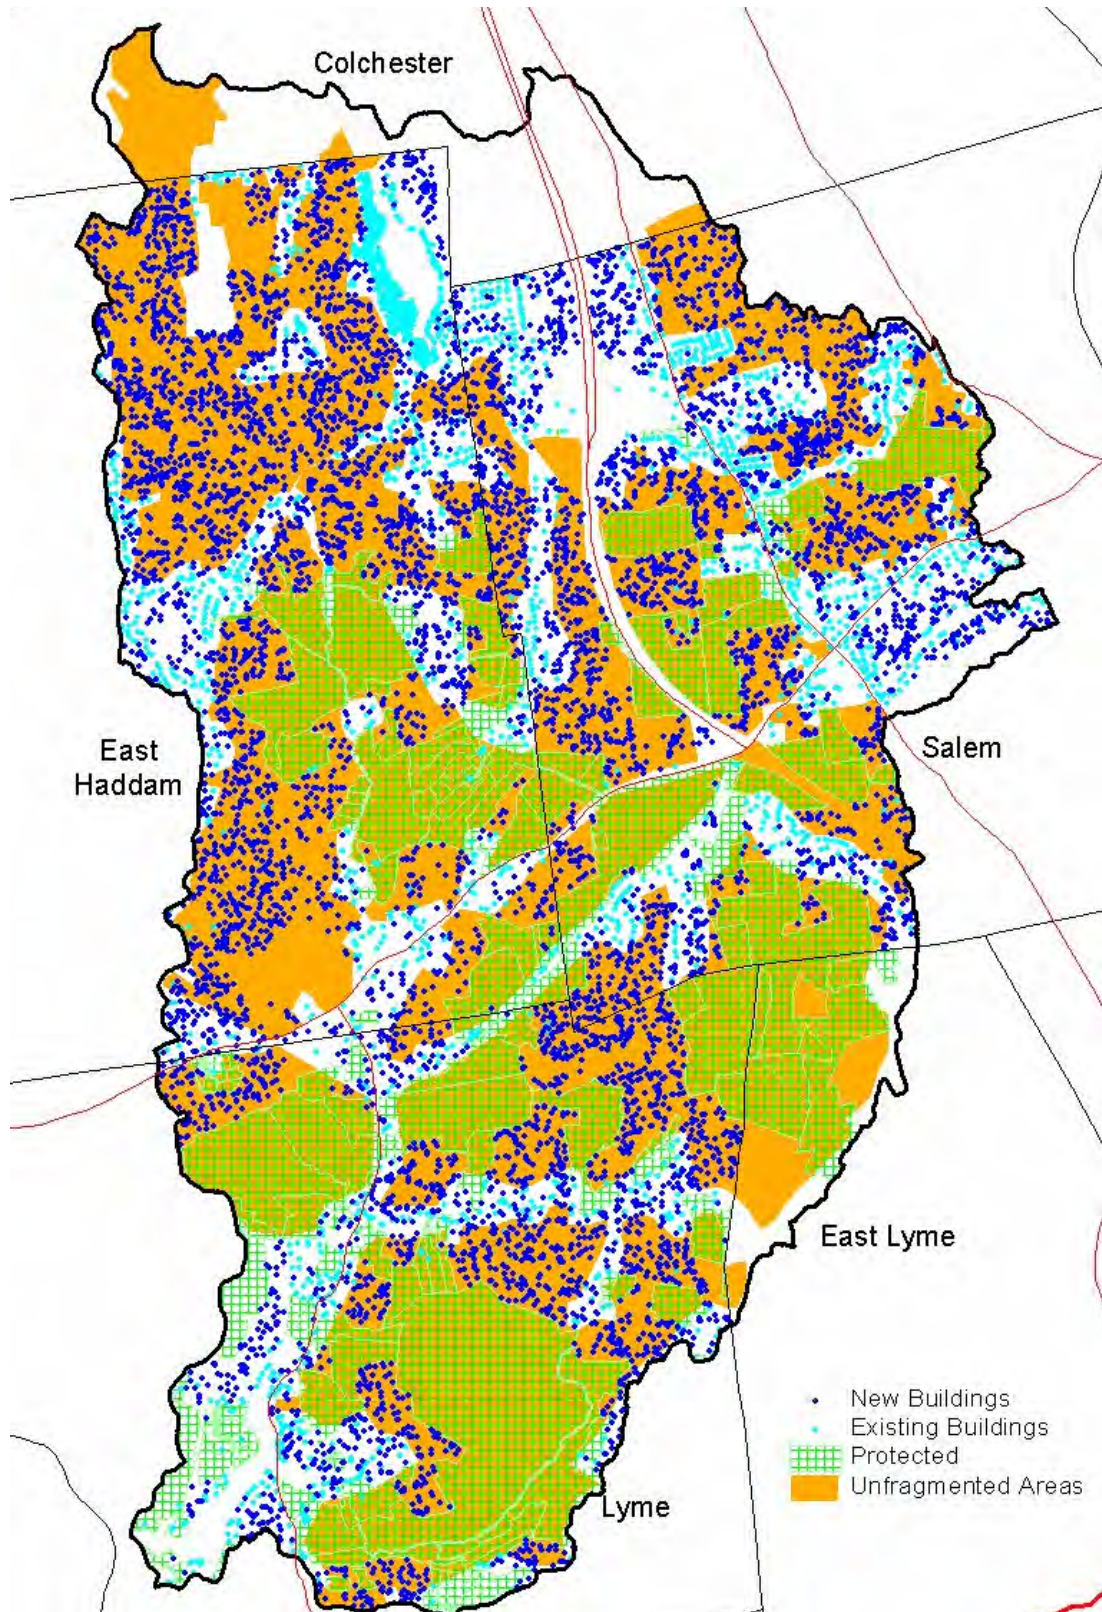 Colchester
East
Haddam
Salem
East Lyme
New Buildings
Existing Buildings
Protected
Unfragmented Areas
Lyme